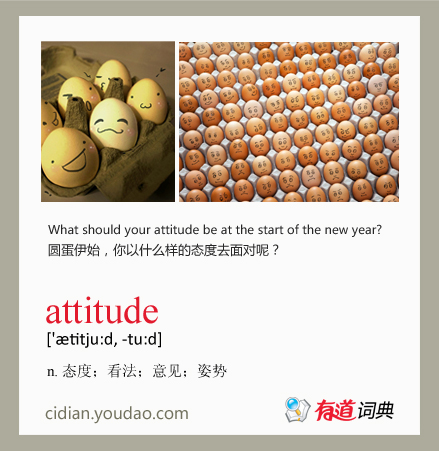 What should your attitude be at the start of the new year?
圆蛋伊始，你以什么样的态度去面对呢？
attitude
['ætitju:d, -tu:d]
n. 态度；看法；意见；姿势
cidian.youdao.com
有道词典